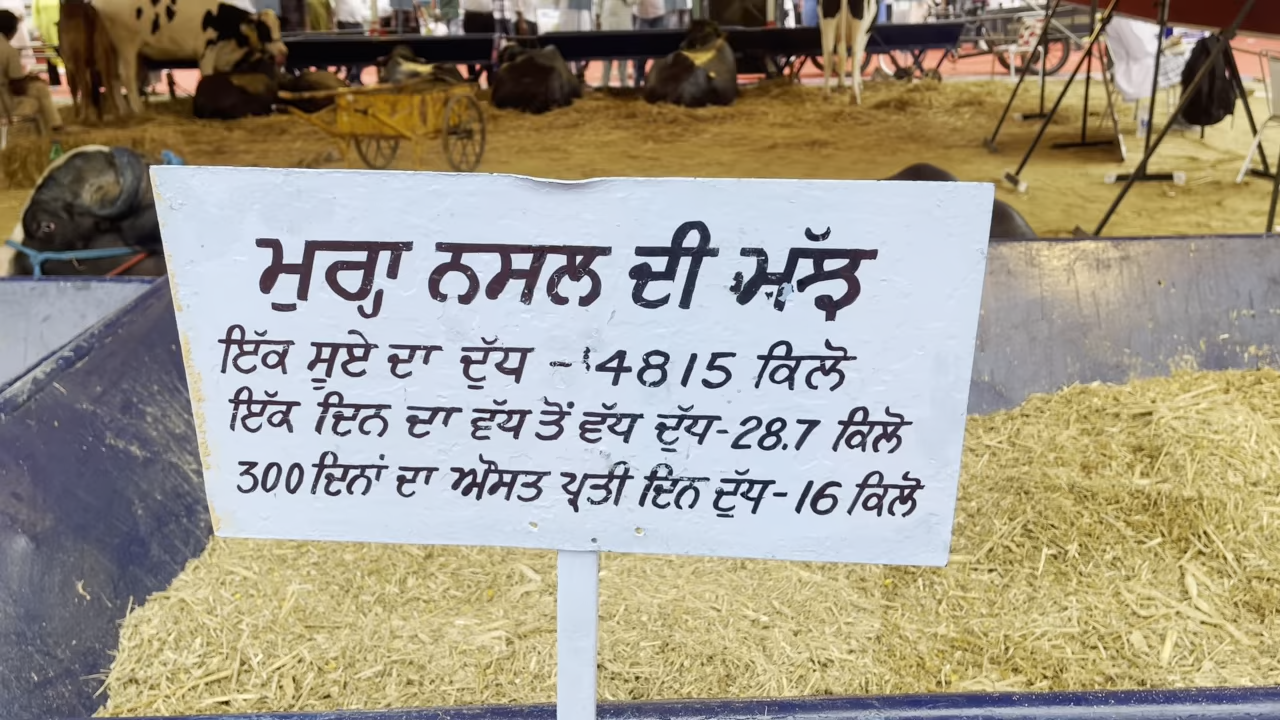 ਮੁਰ੍ਹਾ ਨਸਲ ਦੀ ਮੱਝ
ਇੱਕ ਸੂਏ ਦਾ ਦੁੱਧ - 4815 ਕਿਲੋ
ਇੱਕ ਦਿਨ ਦਾ ਵੱਧ ਤੋਂ ਵੱਧ ਦੁੱਧ-28.7 ਕਿਲੋ
300 ਦਿਨਾਂ ਦਾ ਔਸਤ ਪ੍ਰਤੀ ਦਿਨ ਦੁੱਧ-16 ਕਿਲੋ